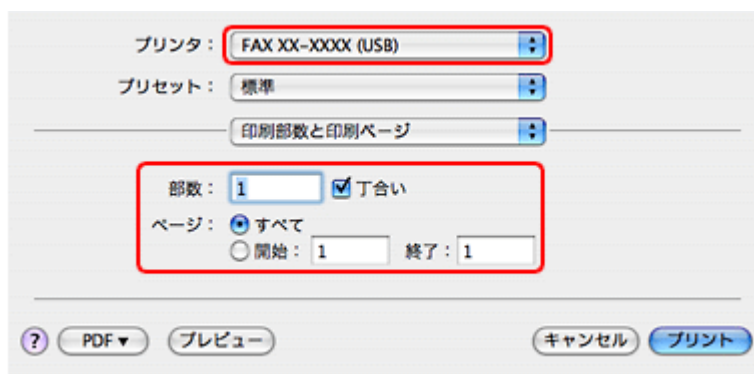 プリンタ： FAX XX-XXXX (USB)
プリセット： 標準
印刷部数と印刷ページ
部数： 1 丁合い
ページ： すべて
開始： 1 終了： 1
? PDF▼ プレビュー キャンセル プリント